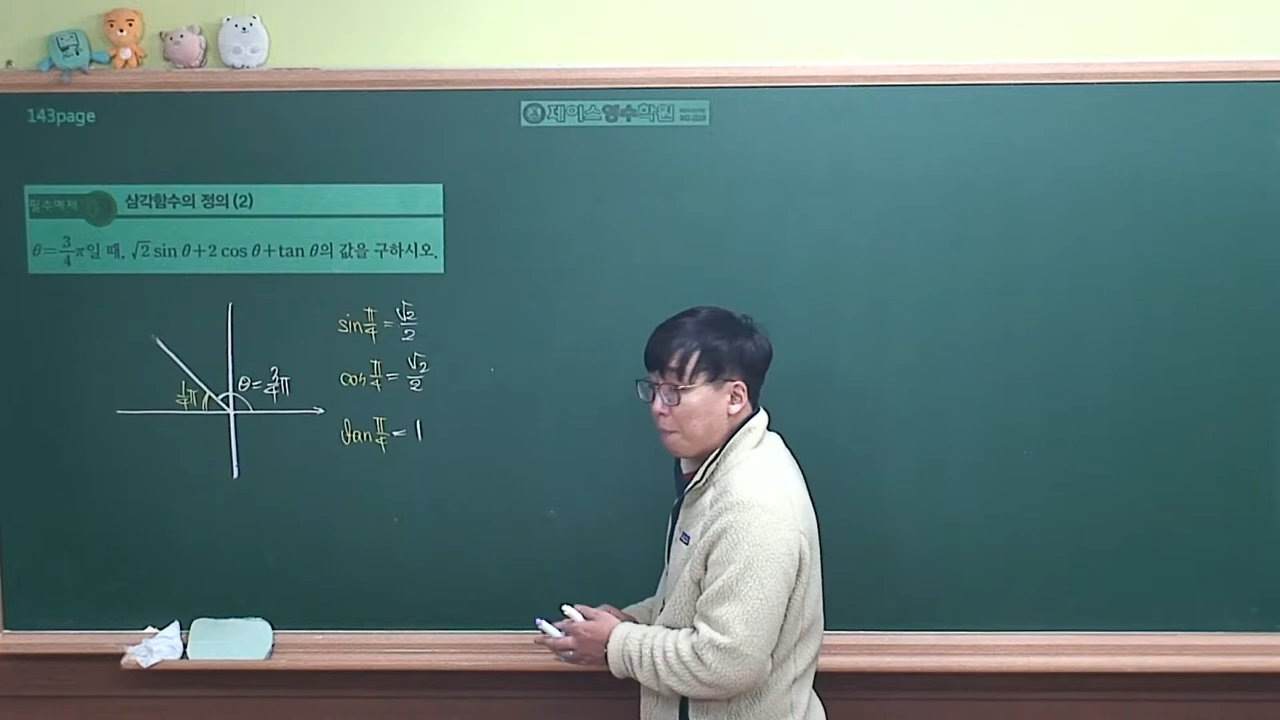 143page
제이스영수학원
필수예제 삼각함수의 정의 (2)
θ=3/4π일 때, √2 sin θ+2 cos θ+tan θ의 값을 구하시오.
sin π/4 = √2/2
cos π/4 = √2/2
θ=3/4π
1/4π
tan π/4 = 1